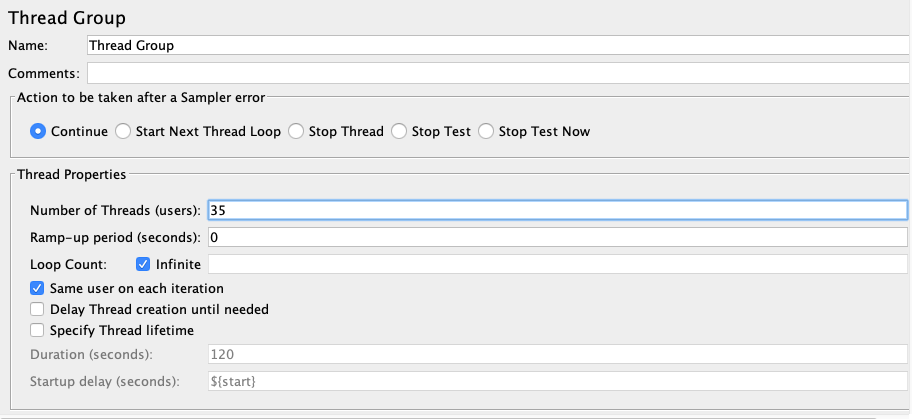 Thread Group
Name: Thread Group
Comments:
Action to be taken after a Sampler error
Continue Start Next Thread Loop Stop Thread Stop Test Stop Test Now
Thread Properties
Number of Threads (users): 35
Ramp-up period (seconds): 0
Loop Count: Infinite
Same user on each iteration
Delay Thread creation until needed
Specify Thread lifetime
Duration (seconds): 120
Startup delay (seconds): ${start}